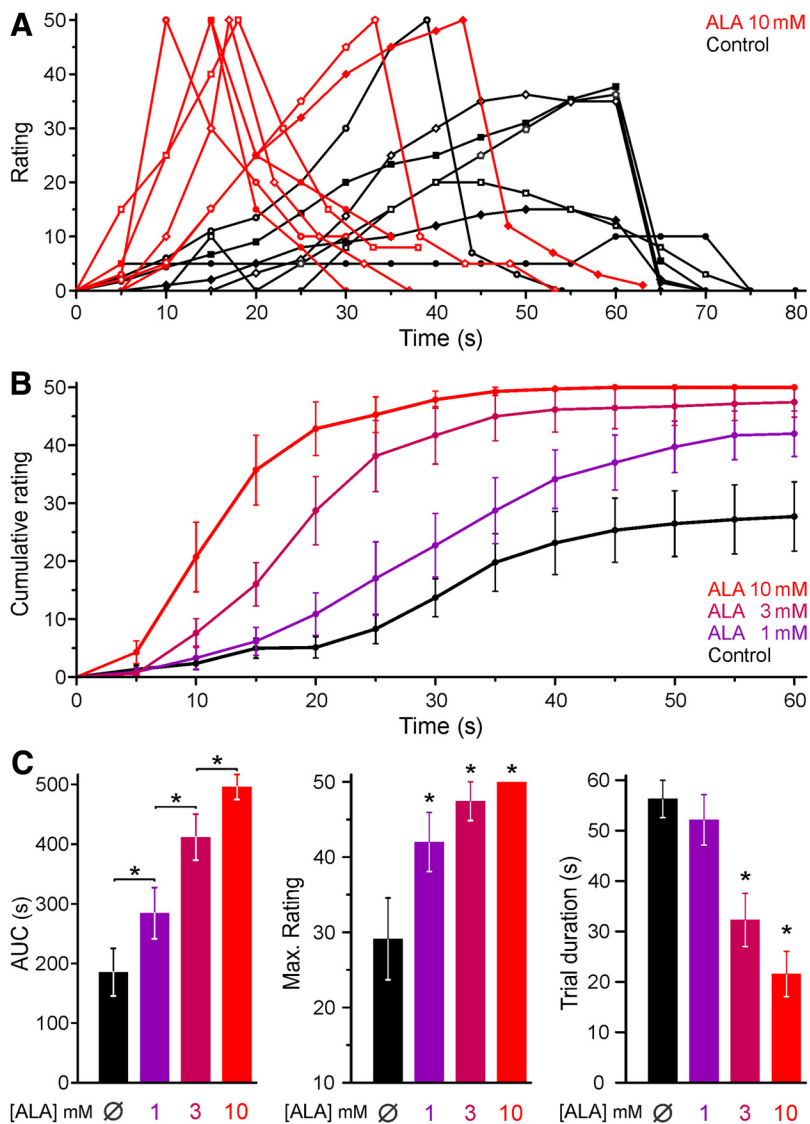 A
ALA 10 mM
Control
Rating
50
40
30
20
10
0
0 10 20 30 40 50 60 70 80
Time (s)
B
Cumulative rating
50
40
30
20
10
0
ALA 10 mM
ALA 3 mM
ALA 1 mM
Control
0 10 20 30 40 50 60
Time (s)
C
AUC (s)
500
400
300
200
100
0
* * *
[ALA] mM ∅ 1 3 10
Max. Rating
50
40
30
20
10
* * *
[ALA] mM ∅ 1 3 10
Trial duration (s)
60
50
40
30
20
10
0
* *
[ALA] mM ∅ 1 3 10